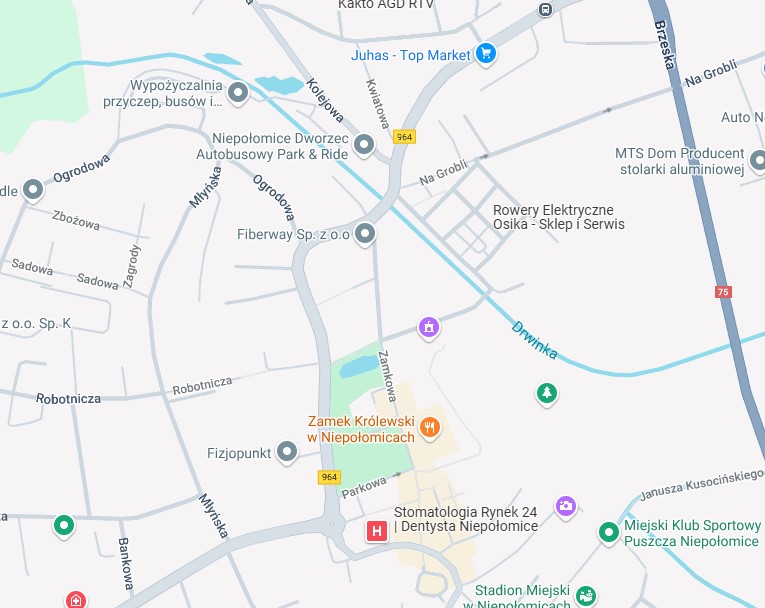 Kakto AGD RTV
Juhas - Top Market
Brzeska
Na Grobli
Wypożyczalnia
przyczep, busów i...
Kolejowa
Kwiatowa
964
Auto No
Niepołomice Dworzec
Autobusowy Park & Ride
MTS Dom Producent
stolarki aluminiowej
Ogrodowa
Młyńska
Ogrodowa
Na Grobli
dle
Zbożowa
Rowery Elektryczne
Osika - Sklep i Serwis
Fiberway Sp. z o.o
Zagrody
Sadowa
Sadowa
75
z o.o. Sp. K
Drwinka
Zamkowa
Robotnicza
Robotnicza
Zamek Królewski
w Niepołomicach
Fizjopunkt
964
Parkowa
Janusza Kusocińskiego
Młyńska
Stomatologia Rynek 24
| Dentysta Niepołomice
H
Miejski Klub Sportowy
Puszcza Niepołomice
Bankowa
Stadion Miejski
w Niepołomicach